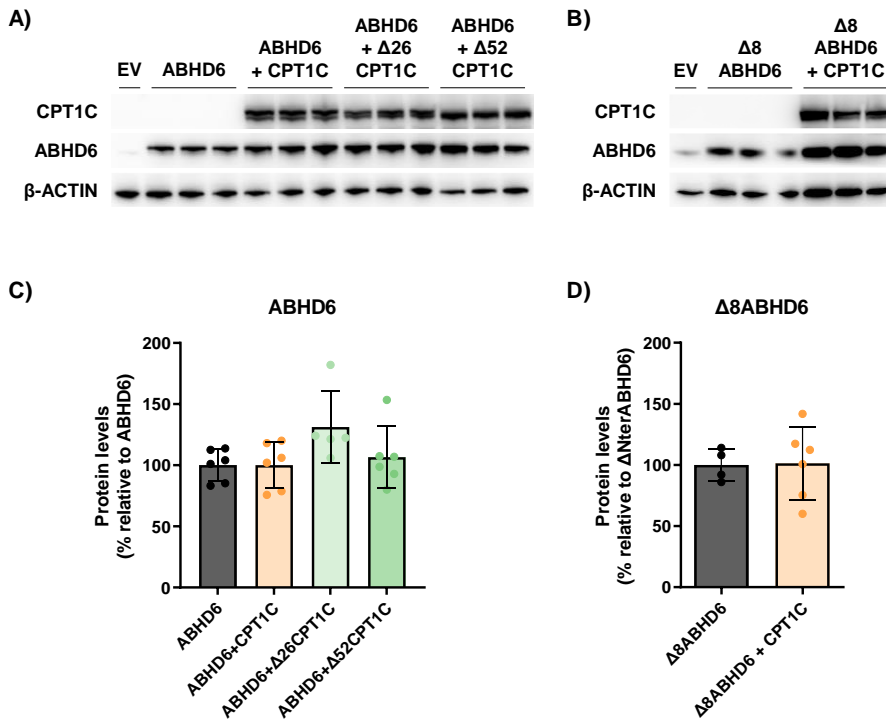 A)
EV
ABHD6
ABHD6
+ CPT1C
ABHD6
+ Δ26
CPT1C
ABHD6
+ Δ52
CPT1C
CPT1C
ABHD6
β-ACTIN
B)
EV
Δ8
ABHD6
Δ8
ABHD6
+ CPT1C
CPT1C
ABHD6
β-ACTIN
C)
ABHD6
Protein levels
(% relative to ABHD6)
200
150
100
50
0
ABHD6
ABHD6+CPT1C
ABHD6+Δ26CPT1C
ABHD6+Δ52CPT1C
D)
Δ8ABHD6
Protein levels
(% relative to ΔNterABHD6)
200
150
100
50
0
Δ8ABHD6
Δ8ABHD6 + CPT1C